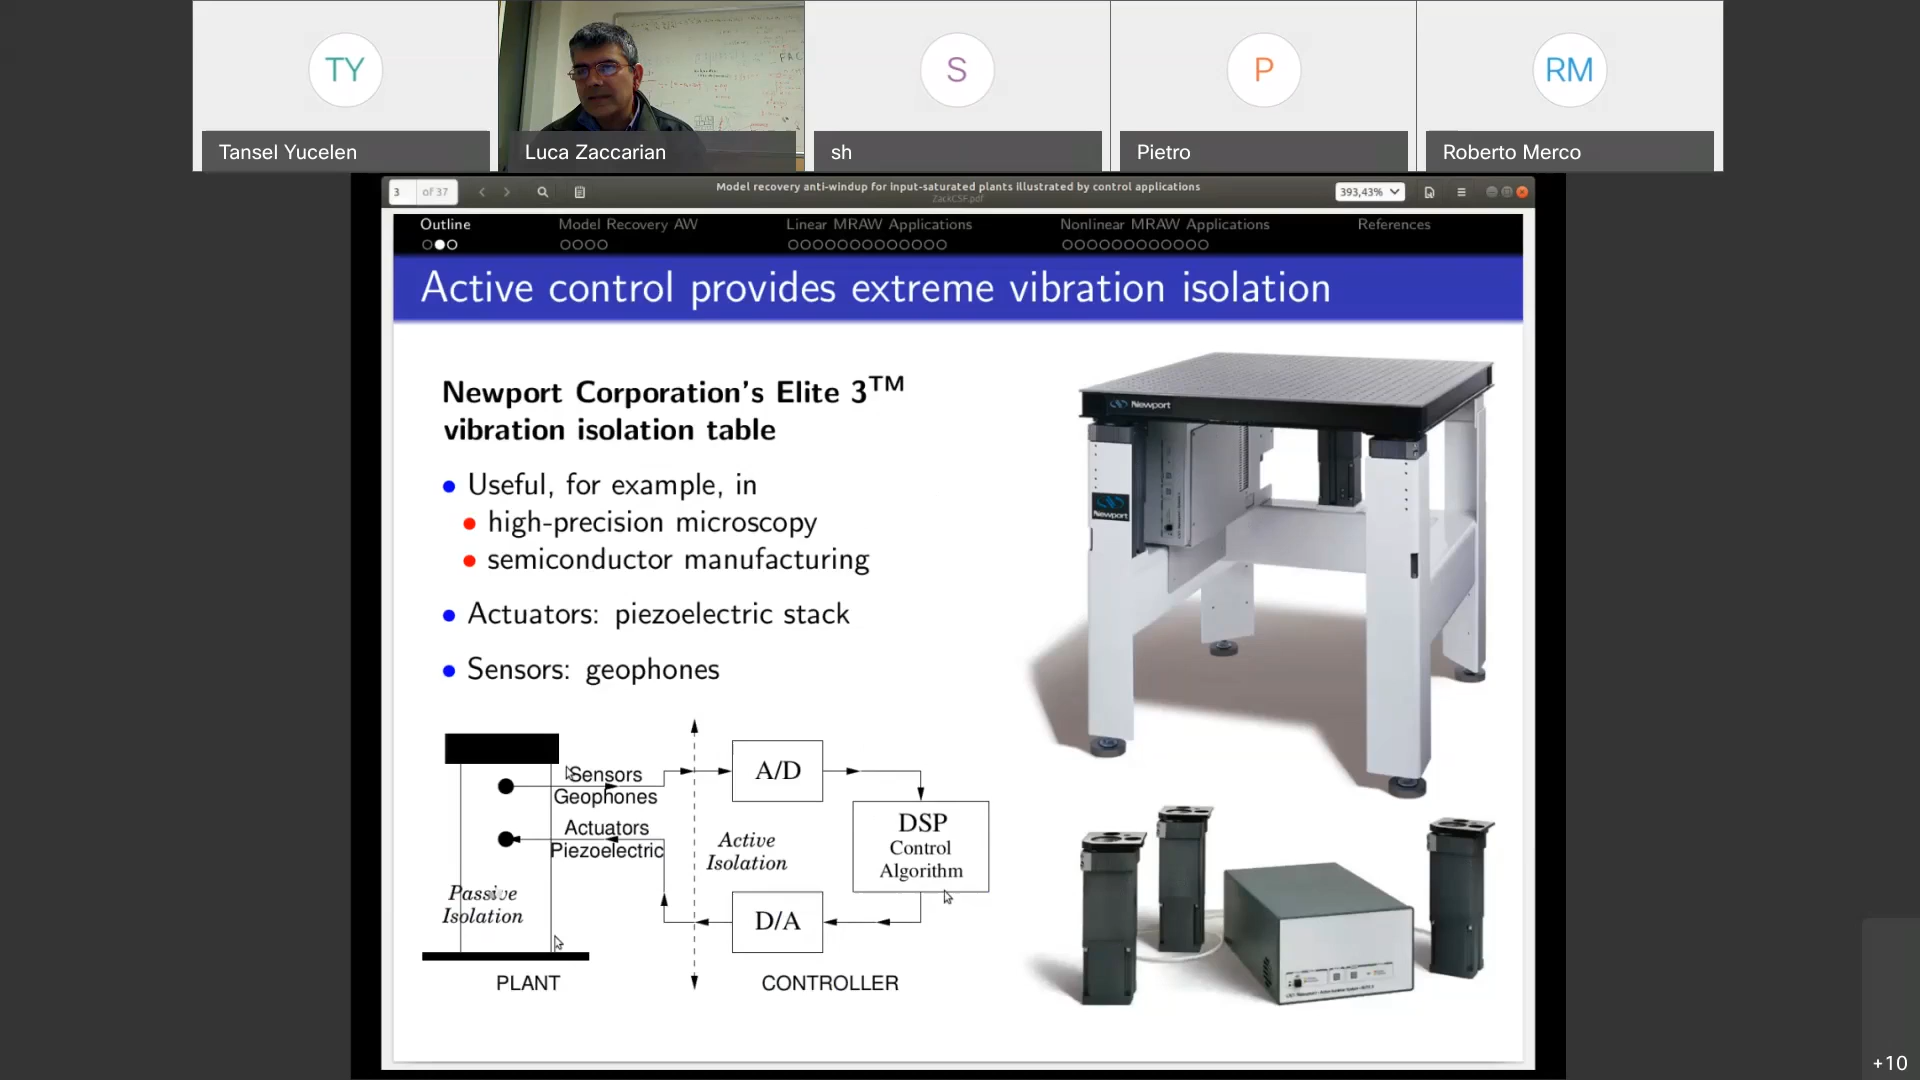 TY
S
P
RM
Tansel Yucelen
Luca Zaccarian
sh
Pietro
Roberto Merco
3 of 37
Model recovery anti-windup for input-saturated plants illustrated by control applications
ZackCSF.pdf
393,43%
Outline
Model Recovery AW
Linear MRAW Applications
Nonlinear MRAW Applications
References
Active control provides extreme vibration isolation
Newport Corporation's Elite 3™
vibration isolation table
• Useful, for example, in
• high-precision microscopy
• semiconductor manufacturing
• Actuators: piezoelectric stack
• Sensors: geophones
Newport
Newport
Sensors
Geophones
Actuators
Piezoelectric
Passive
Isolation
PLANT
A/D
Active
Isolation
DSP
Control
Algorithm
D/A
CONTROLLER
+10